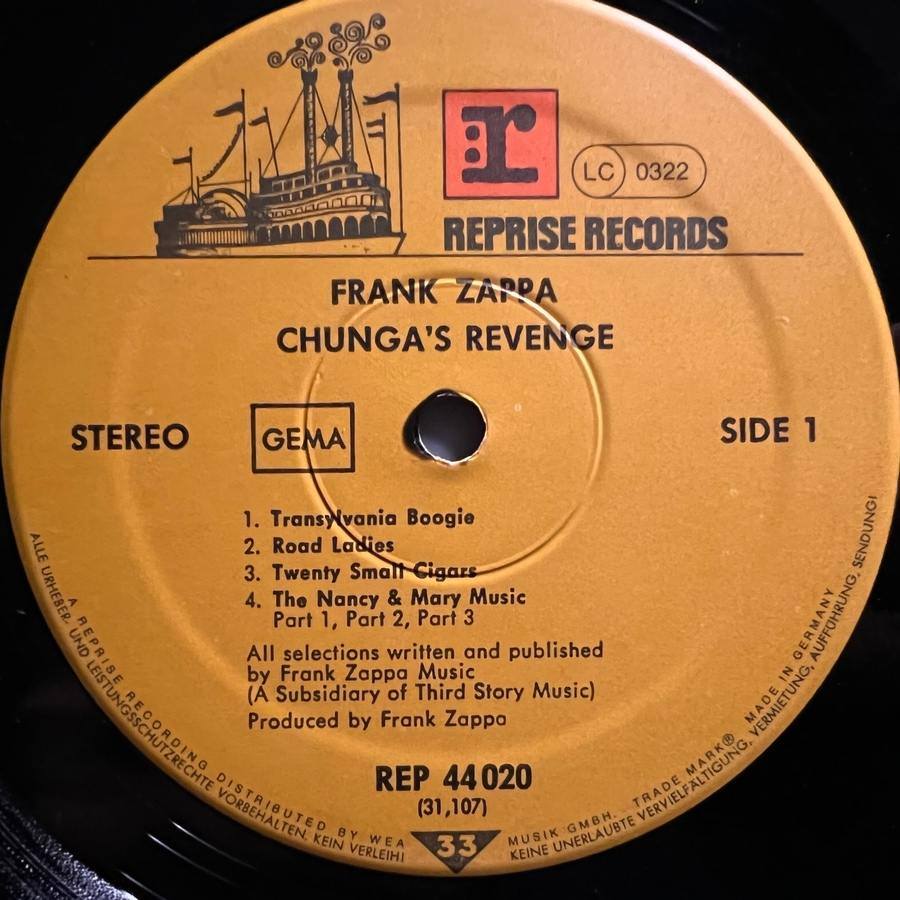 r
LC 0322
REPRISE RECORDS
FRANK ZAPPA
CHUNGA'S REVENGE
STEREO
GEMA
SIDE 1
1. Transylvania Boogie
2. Road Ladies
3. Twenty Small Cigars
4. The Nancy & Mary Music
Part 1, Part 2, Part 3
All selections written and published
by Frank Zappa Music
(A Subsidiary of Third Story Music)
Produced by Frank Zappa
REP 44 020
(31,107)
33
A REPRISE RECORDING DISTRIBUTED BY WEA MUSIK GMBH. TRADE MARK® MADE IN GERMANY
ALLE URHEBER- UND LEISTUNGSSCHUTZRECHTE VORBEHALTEN. KEIN VERLEIH! KEINE UNERLAUBTE VERVIELFÄLTIGUNG, VERMIETUNG, AUFFÜHRUNG, SENDUNG!